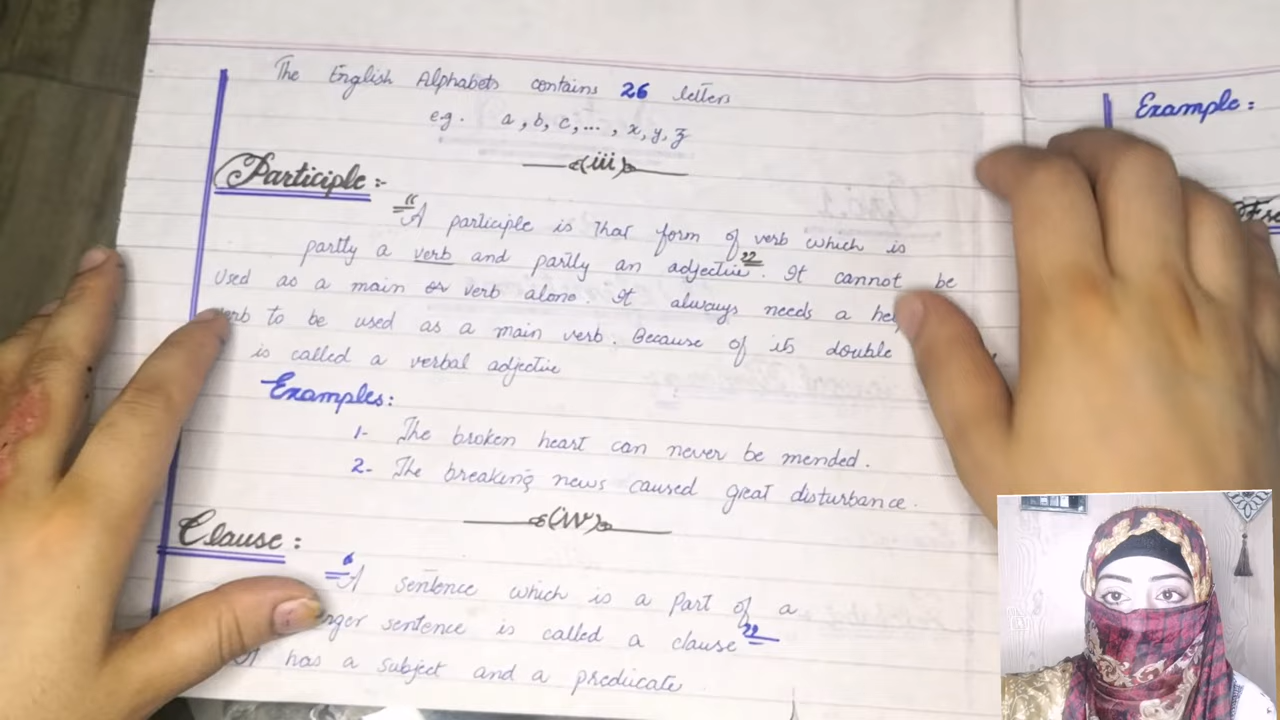 The English Alphabets contains 26 letters
e.g. a, b, c, ..., x, y, z
(iii)
Participle :-
"A participle is that form of verb which is
partly a verb and partly an adjective". It cannot be
used as a main or verb alone. It always needs a
verb to be used as a main verb. Because of its double
is called a verbal adjective
Examples:
1- The broken heart can never be mended.
2- The breaking news caused great disturbance.
(iv)
Clause :
"A sentence which is a part of a
sentence is called a clause"
It has a subject and a predicate
Example: